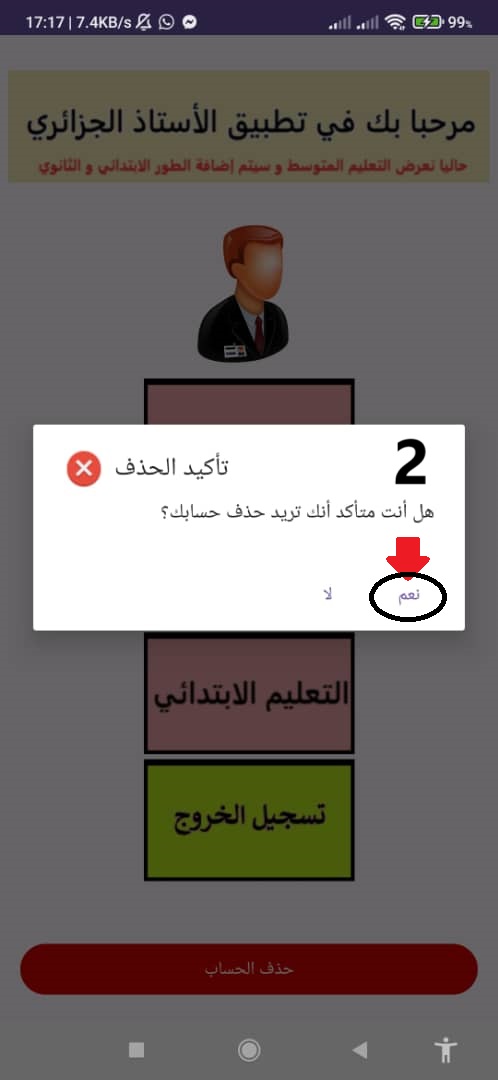 17:17 | 7.4KB/s
99%
مرحبا بك في تطبيق الأستاذ الجزائري
حاليا نعرض التعليم المتوسط و سيتم إضافة الطور الابتدائي و الثانوي
2
تأكيد الحذف
هل أنت متأكد أنك تريد حذف حسابك؟
نعم
لا
التعليم الابتدائي
تسجيل الخروج
حذف الحساب